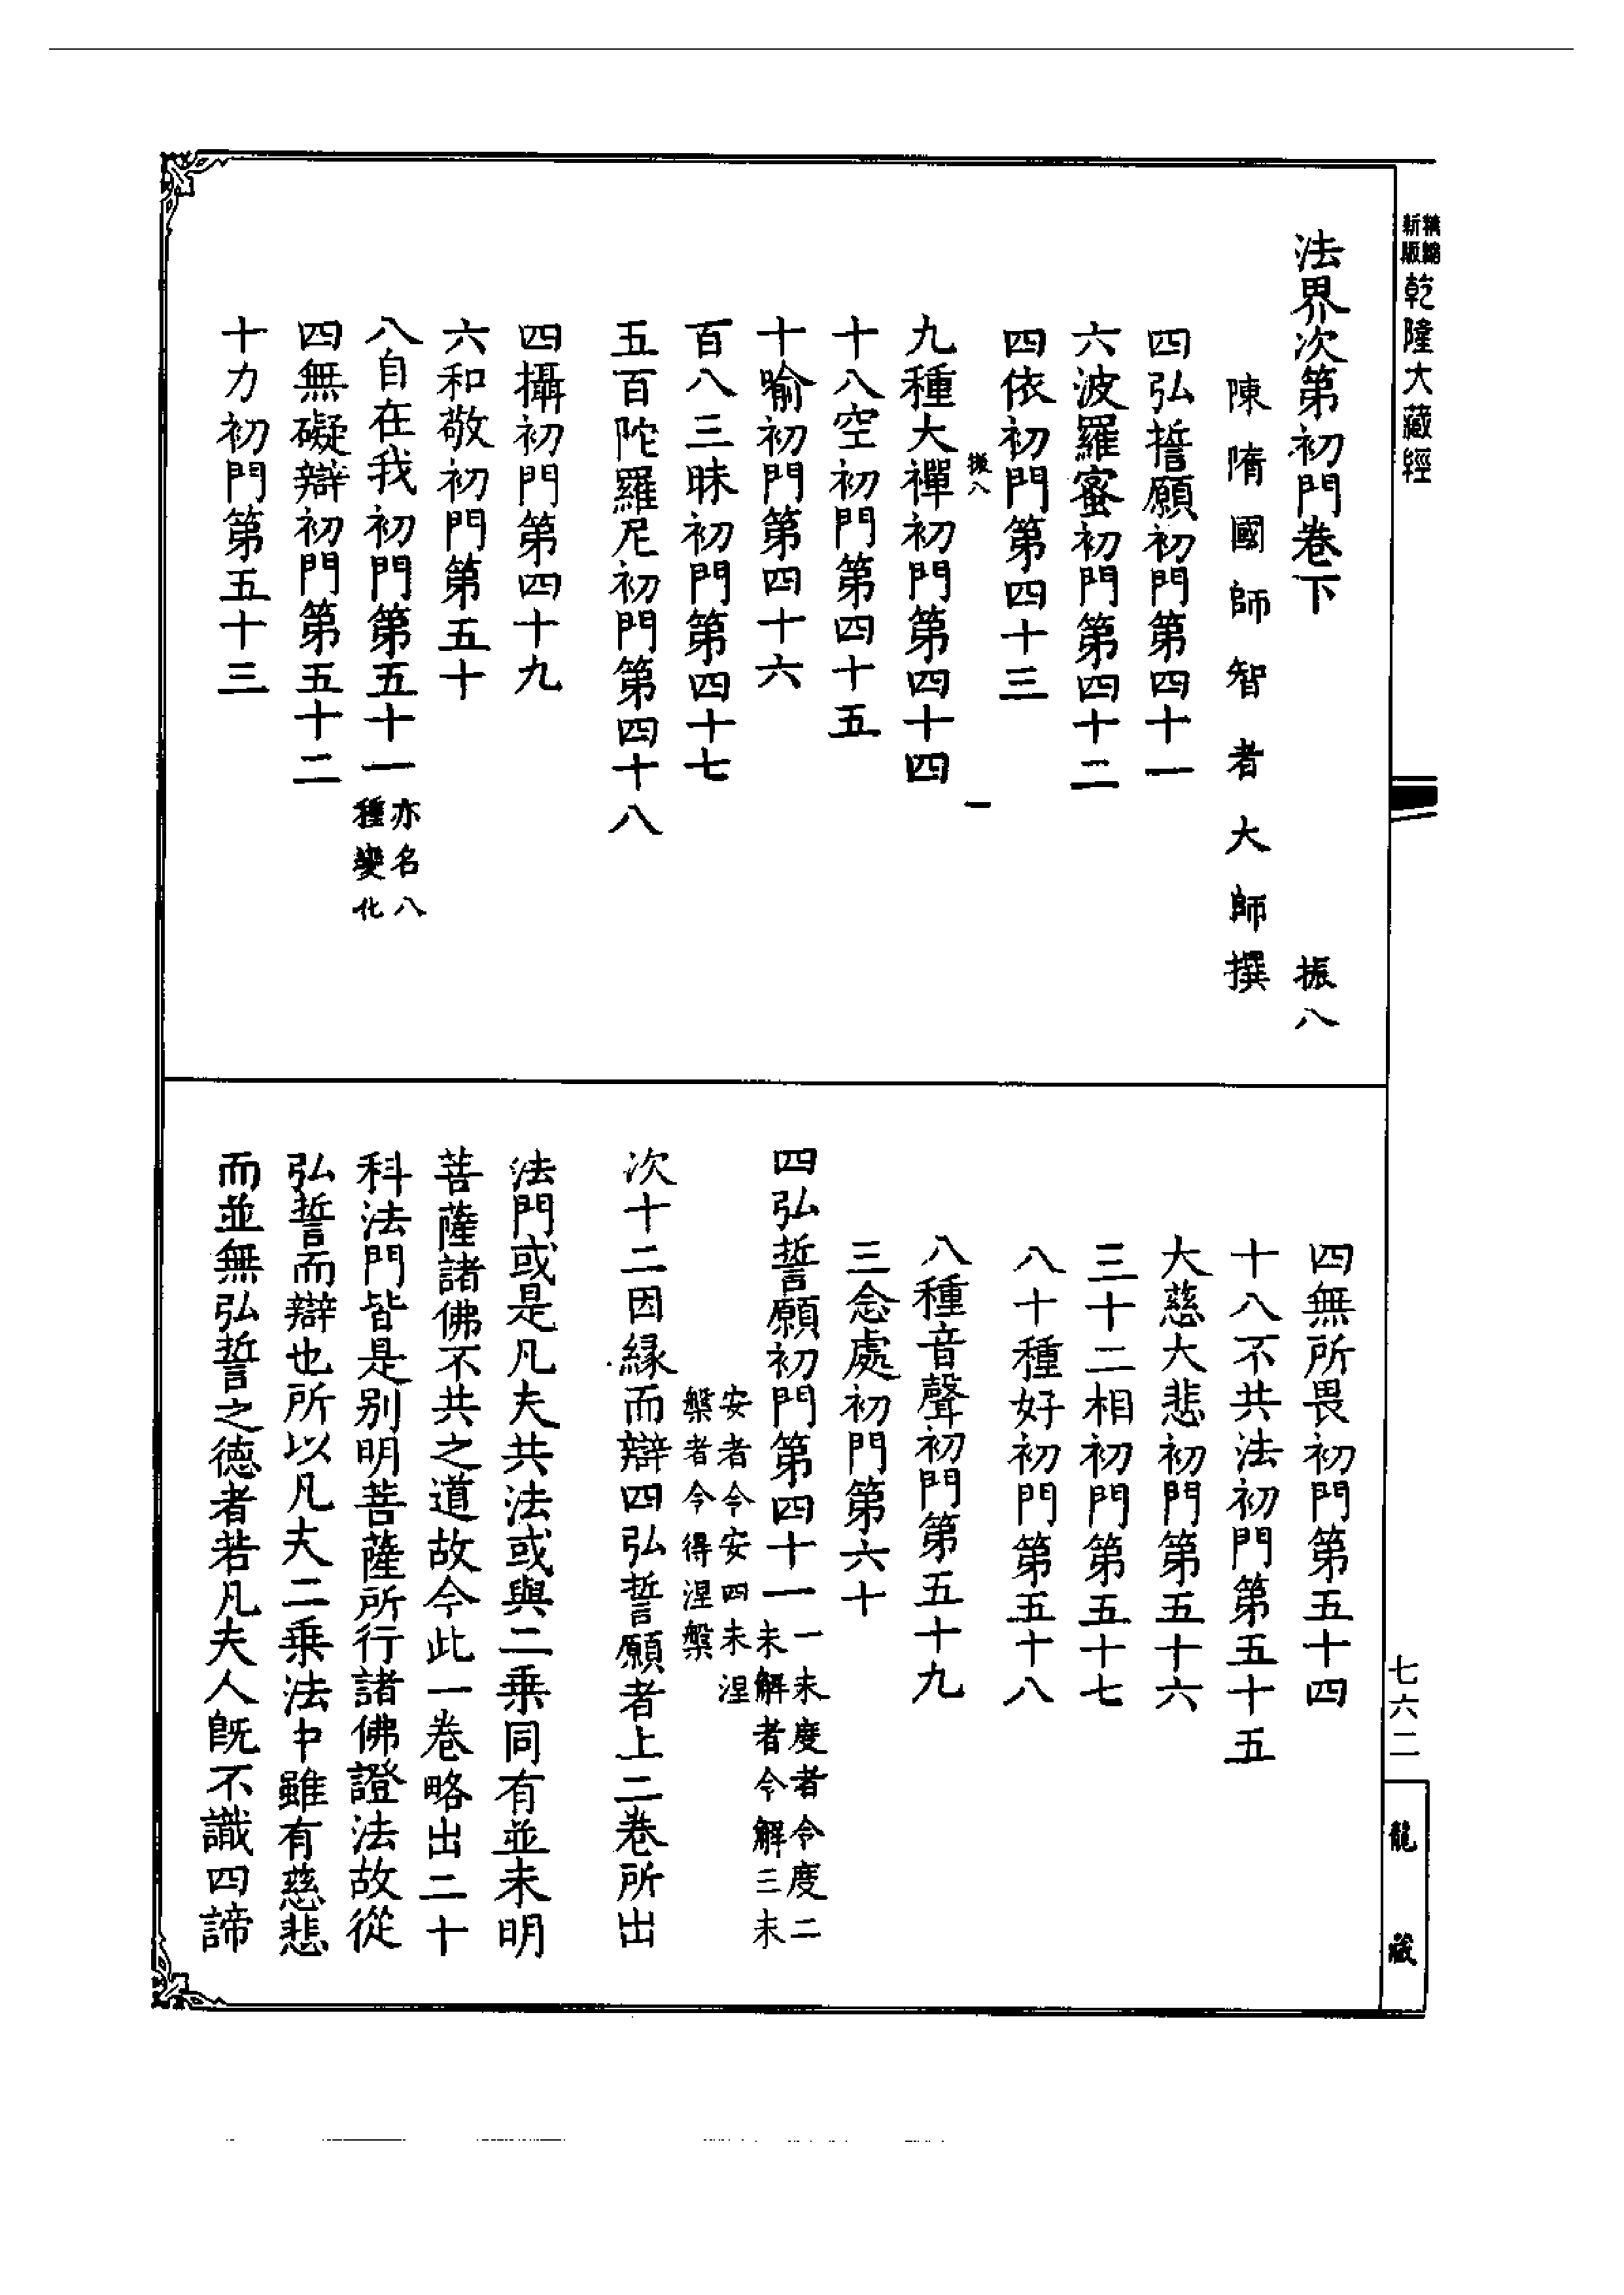 精縮
新版
乾隆大藏經
法界次第初門卷下　振八
陳隋國師智者大師撰
四弘誓願初門第四十一
六波羅蜜初門第四十二
四依初門第四十三
振八　一
九種大禪初門第四十四
十八空初門第四十五
十喻初門第四十六
百八三昧初門第四十七
五百陀羅尼初門第四十八
四攝初門第四十九
六和敬初門第五十
八自在我初門第五十一亦名八種變化
四無礙辯初門第五十二
十力初門第五十三
四無所畏初門第五十四
十八不共法初門第五十五
大慈大悲初門第五十六
三十二相初門第五十七
八十種好初門第五十八
八種音聲初門第五十九
三念處初門第六十
四弘誓願初門第四十一一未度者令度二未解者令解三未
安者令安四未涅槃者令得涅槃
次十二因緣而辯四弘誓願者上二卷所出
法門或是凡夫共法或與二乘同有並未明
菩薩諸佛不共之道故今此一卷略出二十
科法門皆是別明菩薩所行諸佛證法故從
弘誓而辯也所以凡夫二乘法中雖有慈悲
而並無弘誓之德者若凡夫人既不識四諦
七六二
龍藏